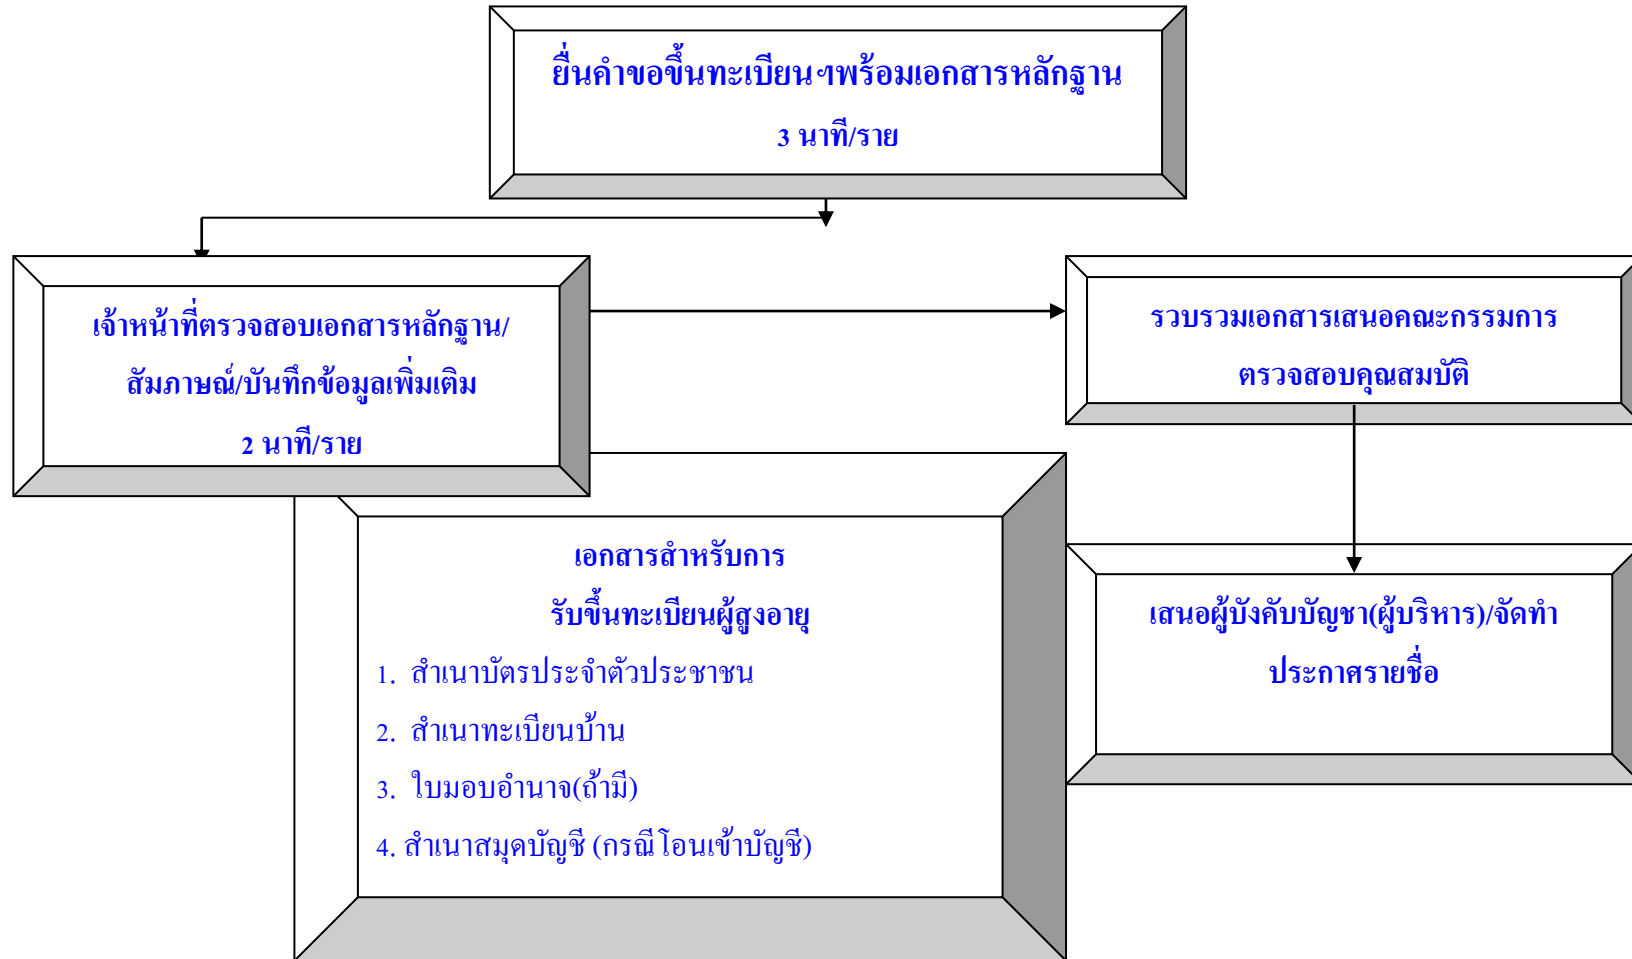 ยื่นคำขอขึ้นทะเบียนฯพร้อมเอกสารหลักฐาน
3 นาที/ราย
เจ้าหน้าที่ตรวจสอบเอกสารหลักฐาน/
สัมภาษณ์/บันทึกข้อมูลเพิ่มเติม
2 นาที/ราย
รวบรวมเอกสารเสนอคณะกรรมการ
ตรวจสอบคุณสมบัติ
เอกสารสำหรับการ
รับขึ้นทะเบียนผู้สูงอายุ
1. สำเนาบัตรประจำตัวประชาชน
2. สำเนาทะเบียนบ้าน
3. ใบมอบอำนาจ(ถ้ามี)
4. สำเนาสมุดบัญชี (กรณีโอนเข้าบัญชี)
เสนอผู้บังคับบัญชา(ผู้บริหาร)/จัดทำ
ประกาศรายชื่อ